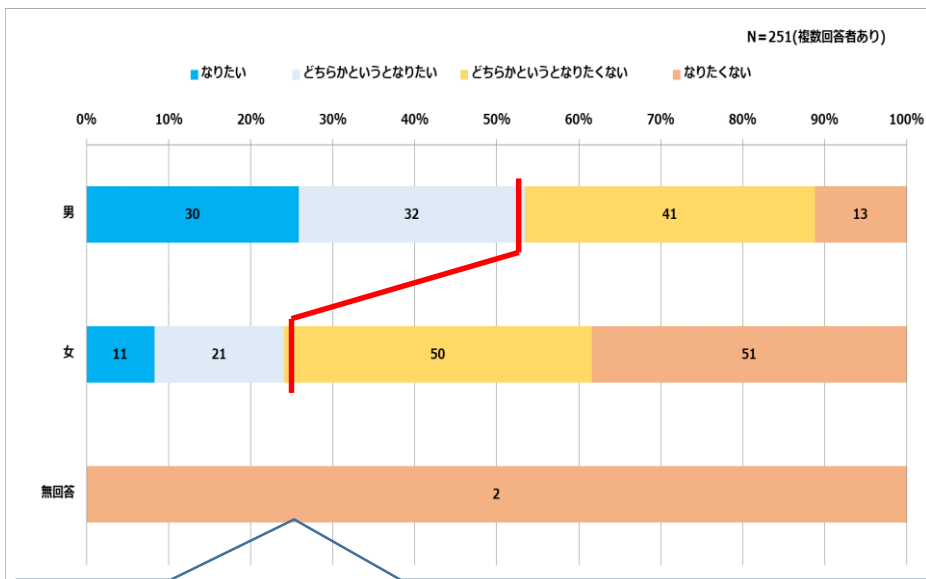 N=251(複数回答者あり)
なりたい どちらかというとなりたい どちらかというとなりたくない なりたくない
0% 10% 20% 30% 40% 50% 60% 70% 80% 90% 100%
男 30 32 41 13
女 11 21 50 51
無回答 2